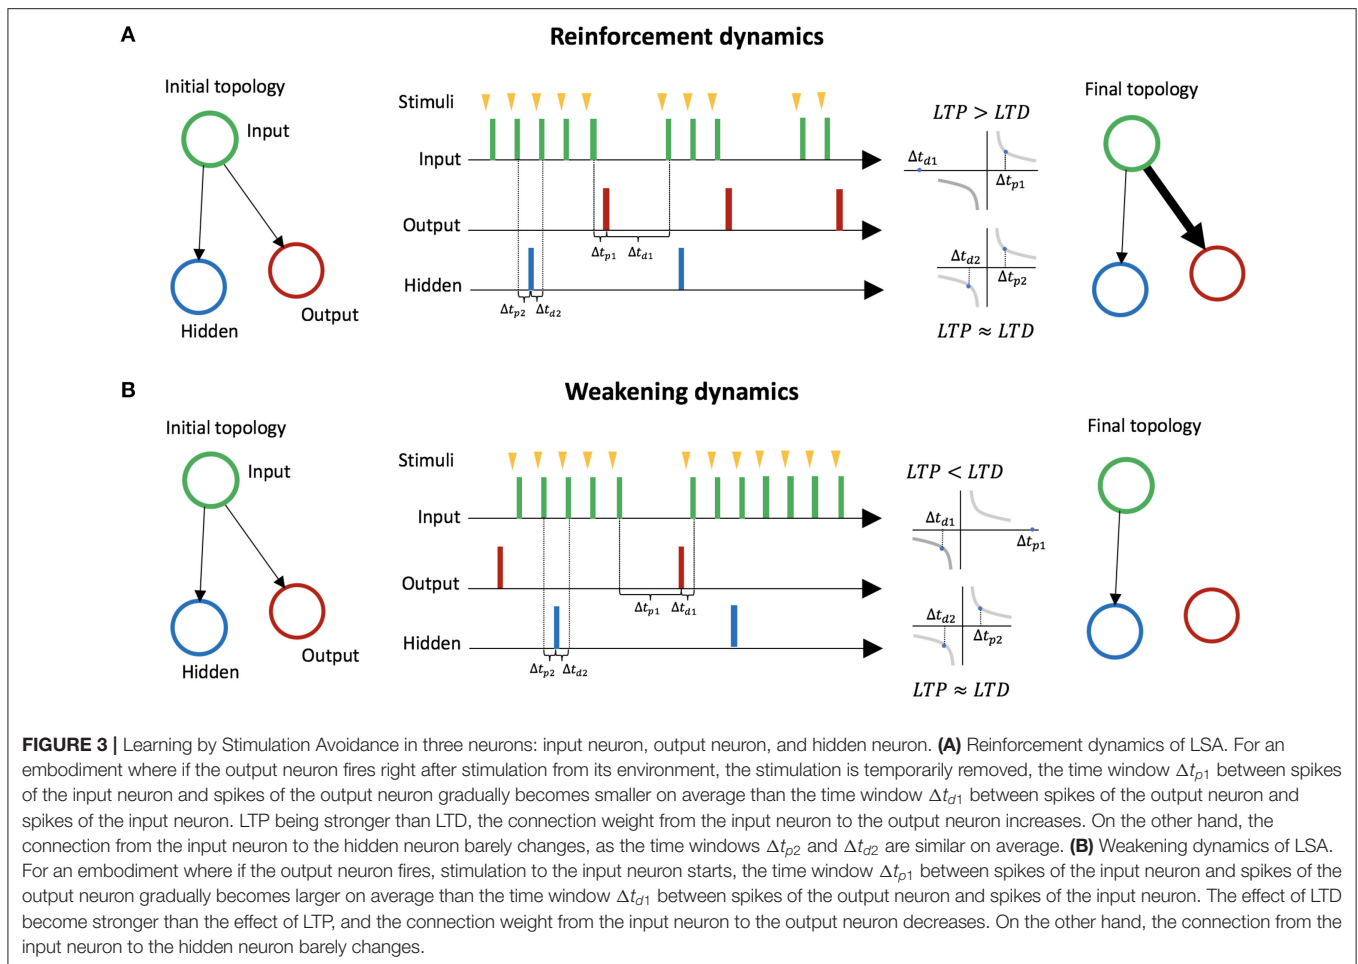 A
Reinforcement dynamics
Initial topology
Input
Hidden
Output
Stimuli
Input
Output
Hidden
Δtp1
Δtd1
Δtp2
Δtd2
LTP > LTD
Δtd1
Δtp1
Δtd2
Δtp2
LTP ≈ LTD
Final topology
B
Weakening dynamics
Initial topology
Input
Hidden
Output
Stimuli
Input
Output
Hidden
Δtp1
Δtd1
Δtp2
Δtd2
LTP < LTD
Δtd1
Δtp1
Δtd2
Δtp2
LTP ≈ LTD
Final topology
FIGURE 3 | Learning by Stimulation Avoidance in three neurons: input neuron, output neuron, and hidden neuron. (A) Reinforcement dynamics of LSA. For an
embodiment where if the output neuron fires right after stimulation from its environment, the stimulation is temporarily removed, the time window Δtp1 between spikes
of the input neuron and spikes of the output neuron gradually becomes smaller on average than the time window Δtd1 between spikes of the output neuron and
spikes of the input neuron. LTP being stronger than LTD, the connection weight from the input neuron to the output neuron increases. On the other hand, the
connection from the input neuron to the hidden neuron barely changes, as the time windows Δtp2 and Δtd2 are similar on average. (B) Weakening dynamics of LSA.
For an embodiment where if the output neuron fires, stimulation to the input neuron starts, the time window Δtp1 between spikes of the input neuron and spikes of the
output neuron gradually becomes larger on average than the time window Δtd1 between spikes of the output neuron and spikes of the input neuron. The effect of LTD
become stronger than the effect of LTP, and the connection weight from the input neuron to the output neuron decreases. On the other hand, the connection from the
input neuron to the hidden neuron barely changes.